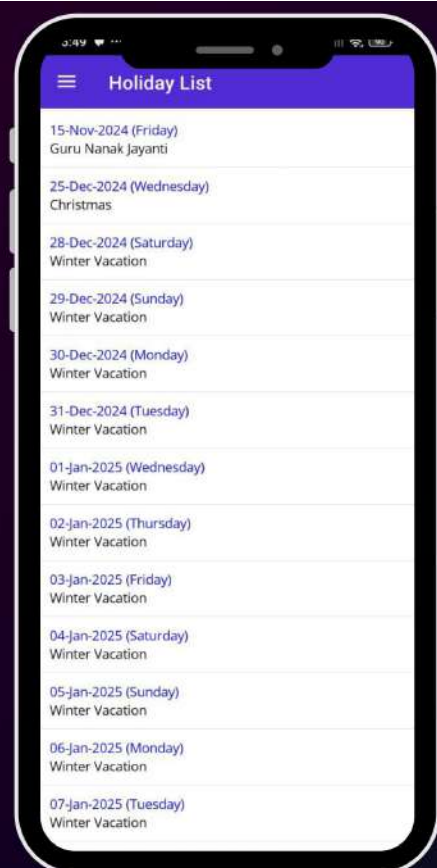 3:49
Holiday List
15-Nov-2024 (Friday)
Guru Nanak Jayanti
25-Dec-2024 (Wednesday)
Christmas
28-Dec-2024 (Saturday)
Winter Vacation
29-Dec-2024 (Sunday)
Winter Vacation
30-Dec-2024 (Monday)
Winter Vacation
31-Dec-2024 (Tuesday)
Winter Vacation
01-Jan-2025 (Wednesday)
Winter Vacation
02-Jan-2025 (Thursday)
Winter Vacation
03-Jan-2025 (Friday)
Winter Vacation
04-Jan-2025 (Saturday)
Winter Vacation
05-Jan-2025 (Sunday)
Winter Vacation
06-Jan-2025 (Monday)
Winter Vacation
07-Jan-2025 (Tuesday)
Winter Vacation